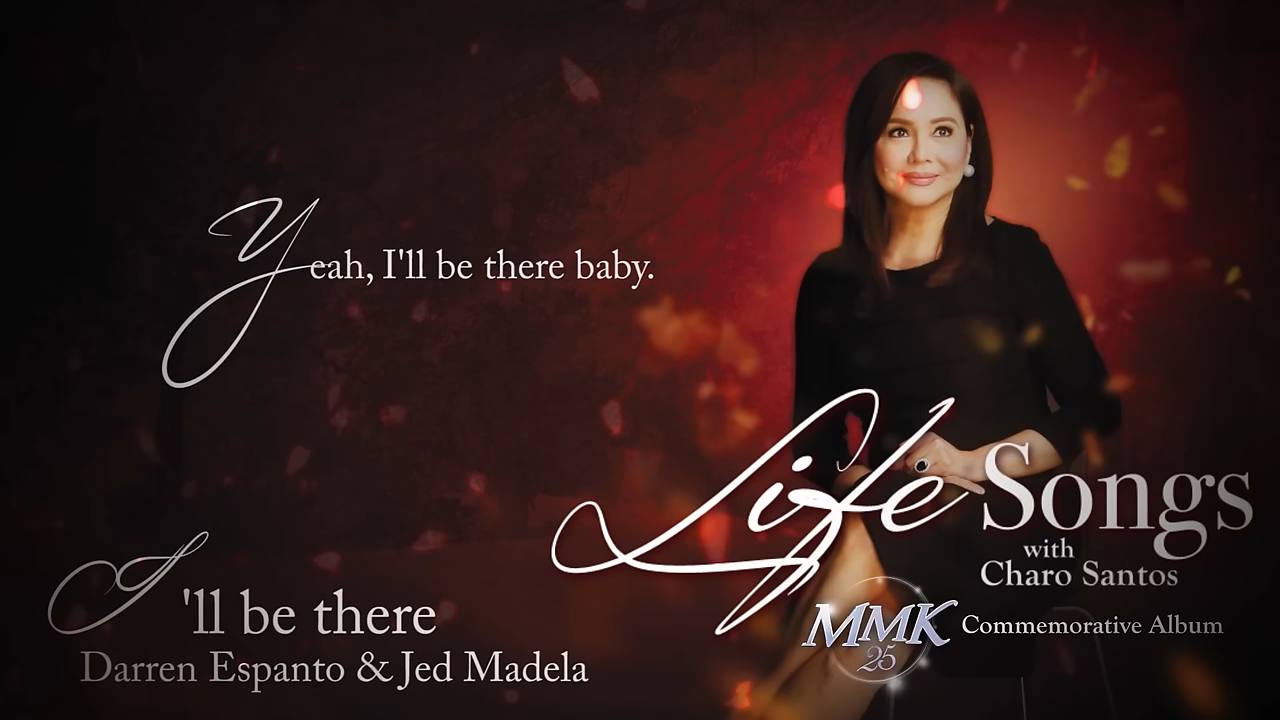 Yeah, I'll be there baby.
Life Songs
with
Charo Santos
MMK
25
Commemorative Album
I'll be there
Darren Espanto & Jed Madela